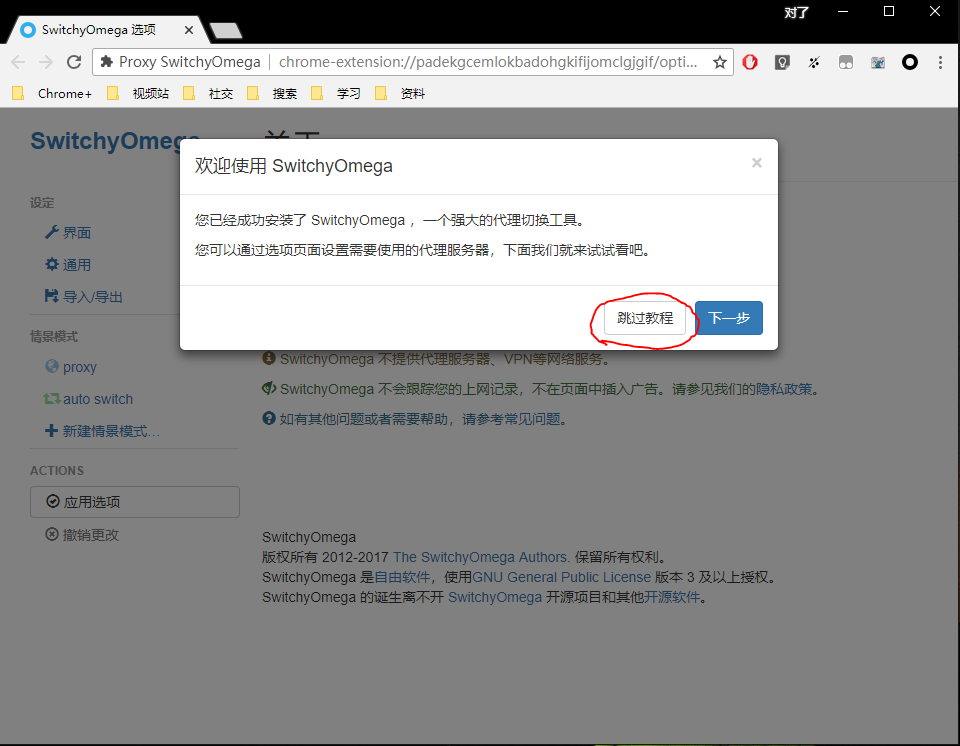 对了
SwitchyOmega 选项
Proxy SwitchyOmega
chrome-extension://padekgcemlokbadohgkifijomclgjgif/opti...
Chrome+ 视频站 社交 搜索 学习 资料
SwitchyOmega
关于
欢迎使用 SwitchyOmega
×
您已经成功安装了 SwitchyOmega ，一个强大的代理切换工具。
您可以通过选项页面设置需要使用的代理服务器，下面我们就来试试看吧。
跳过教程 下一步
设定
界面
通用
导入/导出
情景模式
proxy
auto switch
新建情景模式…
ACTIONS
应用选项
撤销更改
SwitchyOmega 不提供代理服务器、VPN等网络服务。
SwitchyOmega 不会跟踪您的上网记录，不在页面中插入广告。请参见我们的隐私政策。
如有其他问题或者需要帮助，请参考常见问题。
SwitchyOmega
版权所有 2012-2017 The SwitchyOmega Authors. 保留所有权利。
SwitchyOmega 是自由软件，使用GNU General Public License 版本 3 及以上授权。
SwitchyOmega 的诞生离不开 SwitchyOmega 开源项目和其他开源软件。